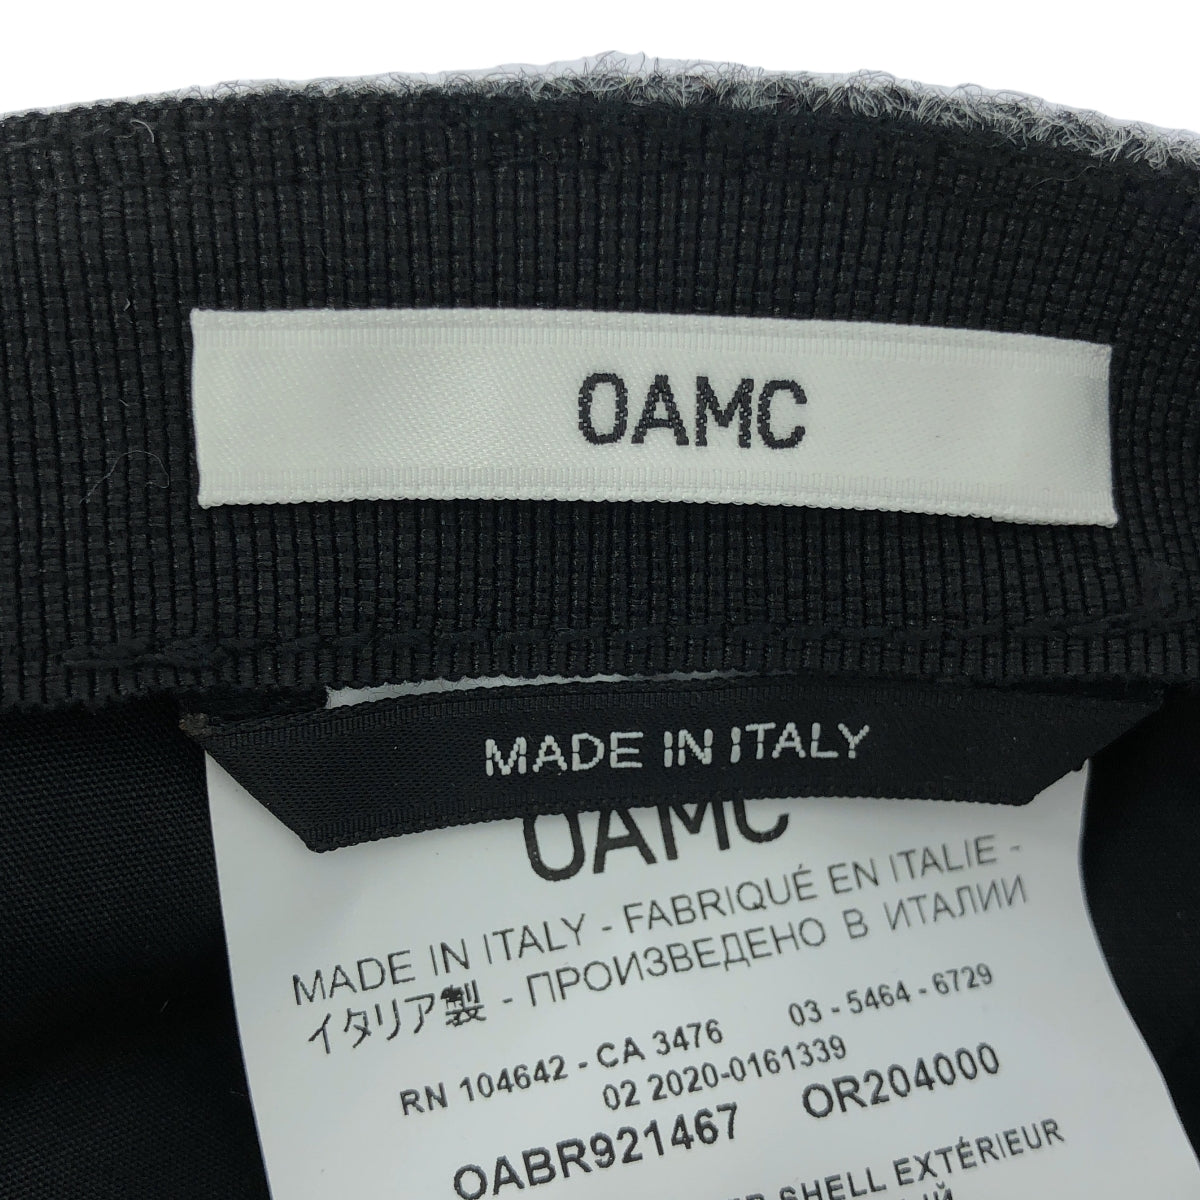 OAMC
MADE IN ITALY
OAMC
MADE IN ITALY - FABRIQUÉ EN ITALIE -
イタリア製 - ПРОИЗВЕДЕНО В ИТАЛИИ
03 - 5464 - 6729
RN 104642 - CA 3476
02 2020-0161339
OABR921467 OR204000
SHELL EXTÉRIEUR